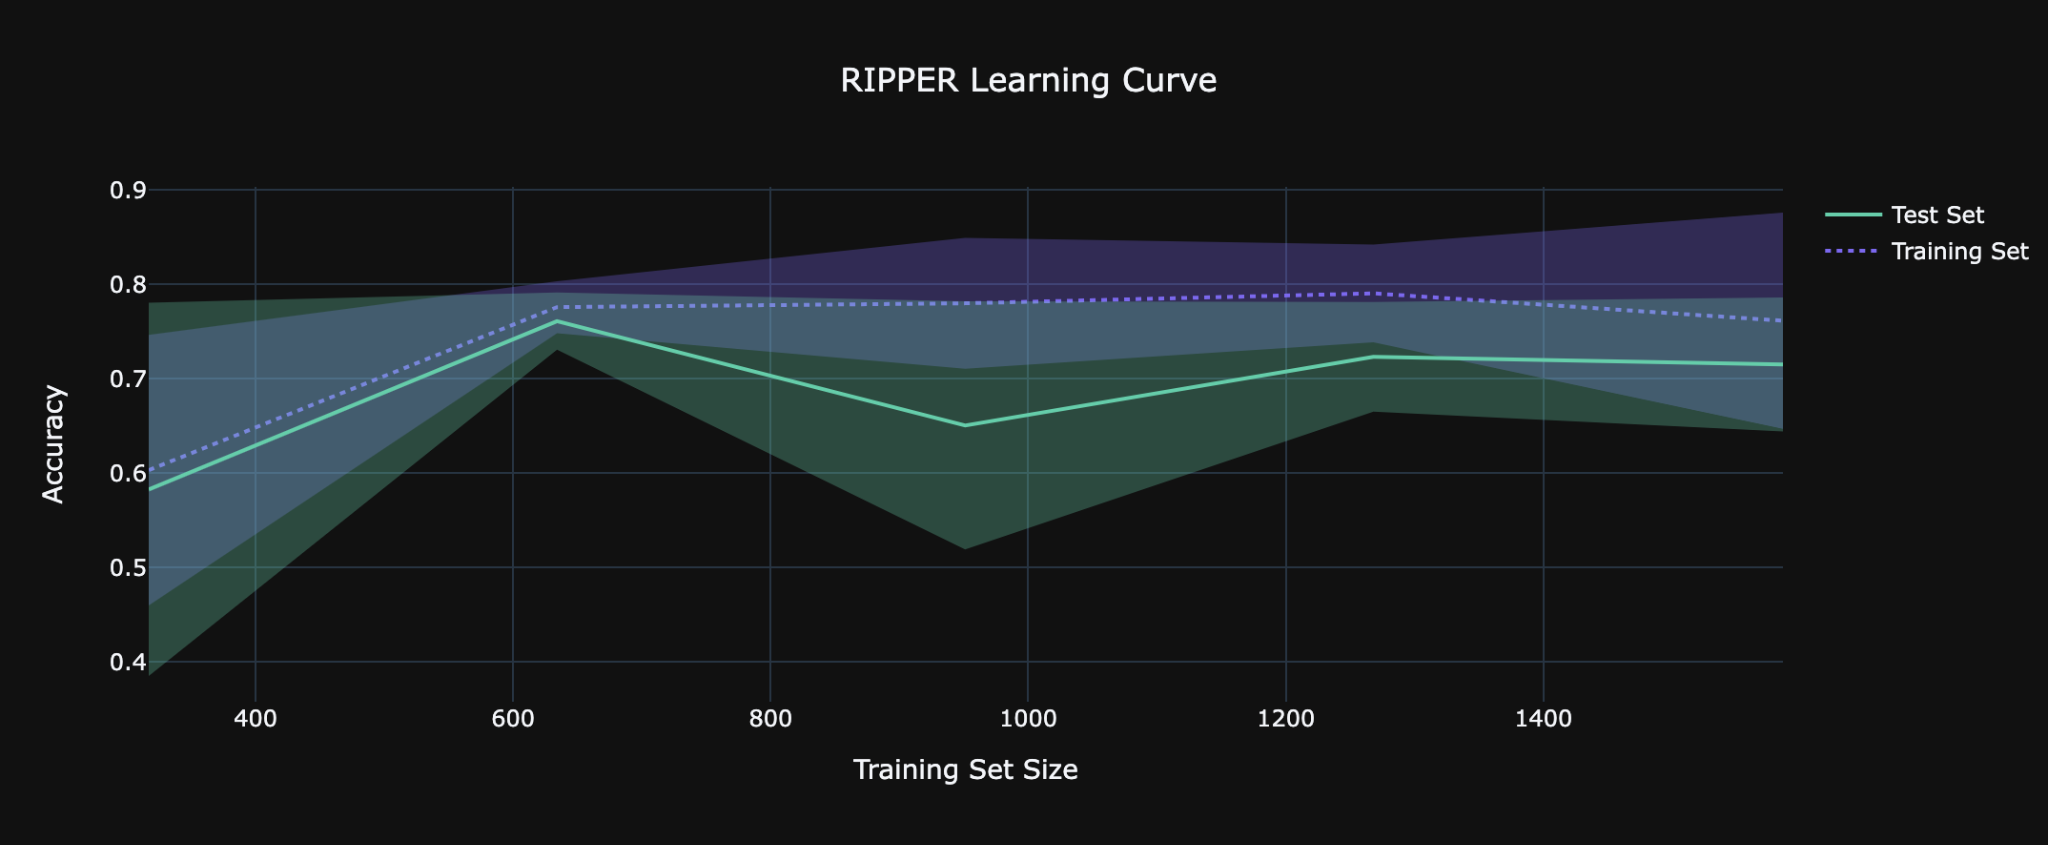 RIPPER Learning Curve
0.9
0.8
0.7
0.6
0.5
0.4
Accuracy
400 600 800 1000 1200 1400
Training Set Size
Test Set
Training Set